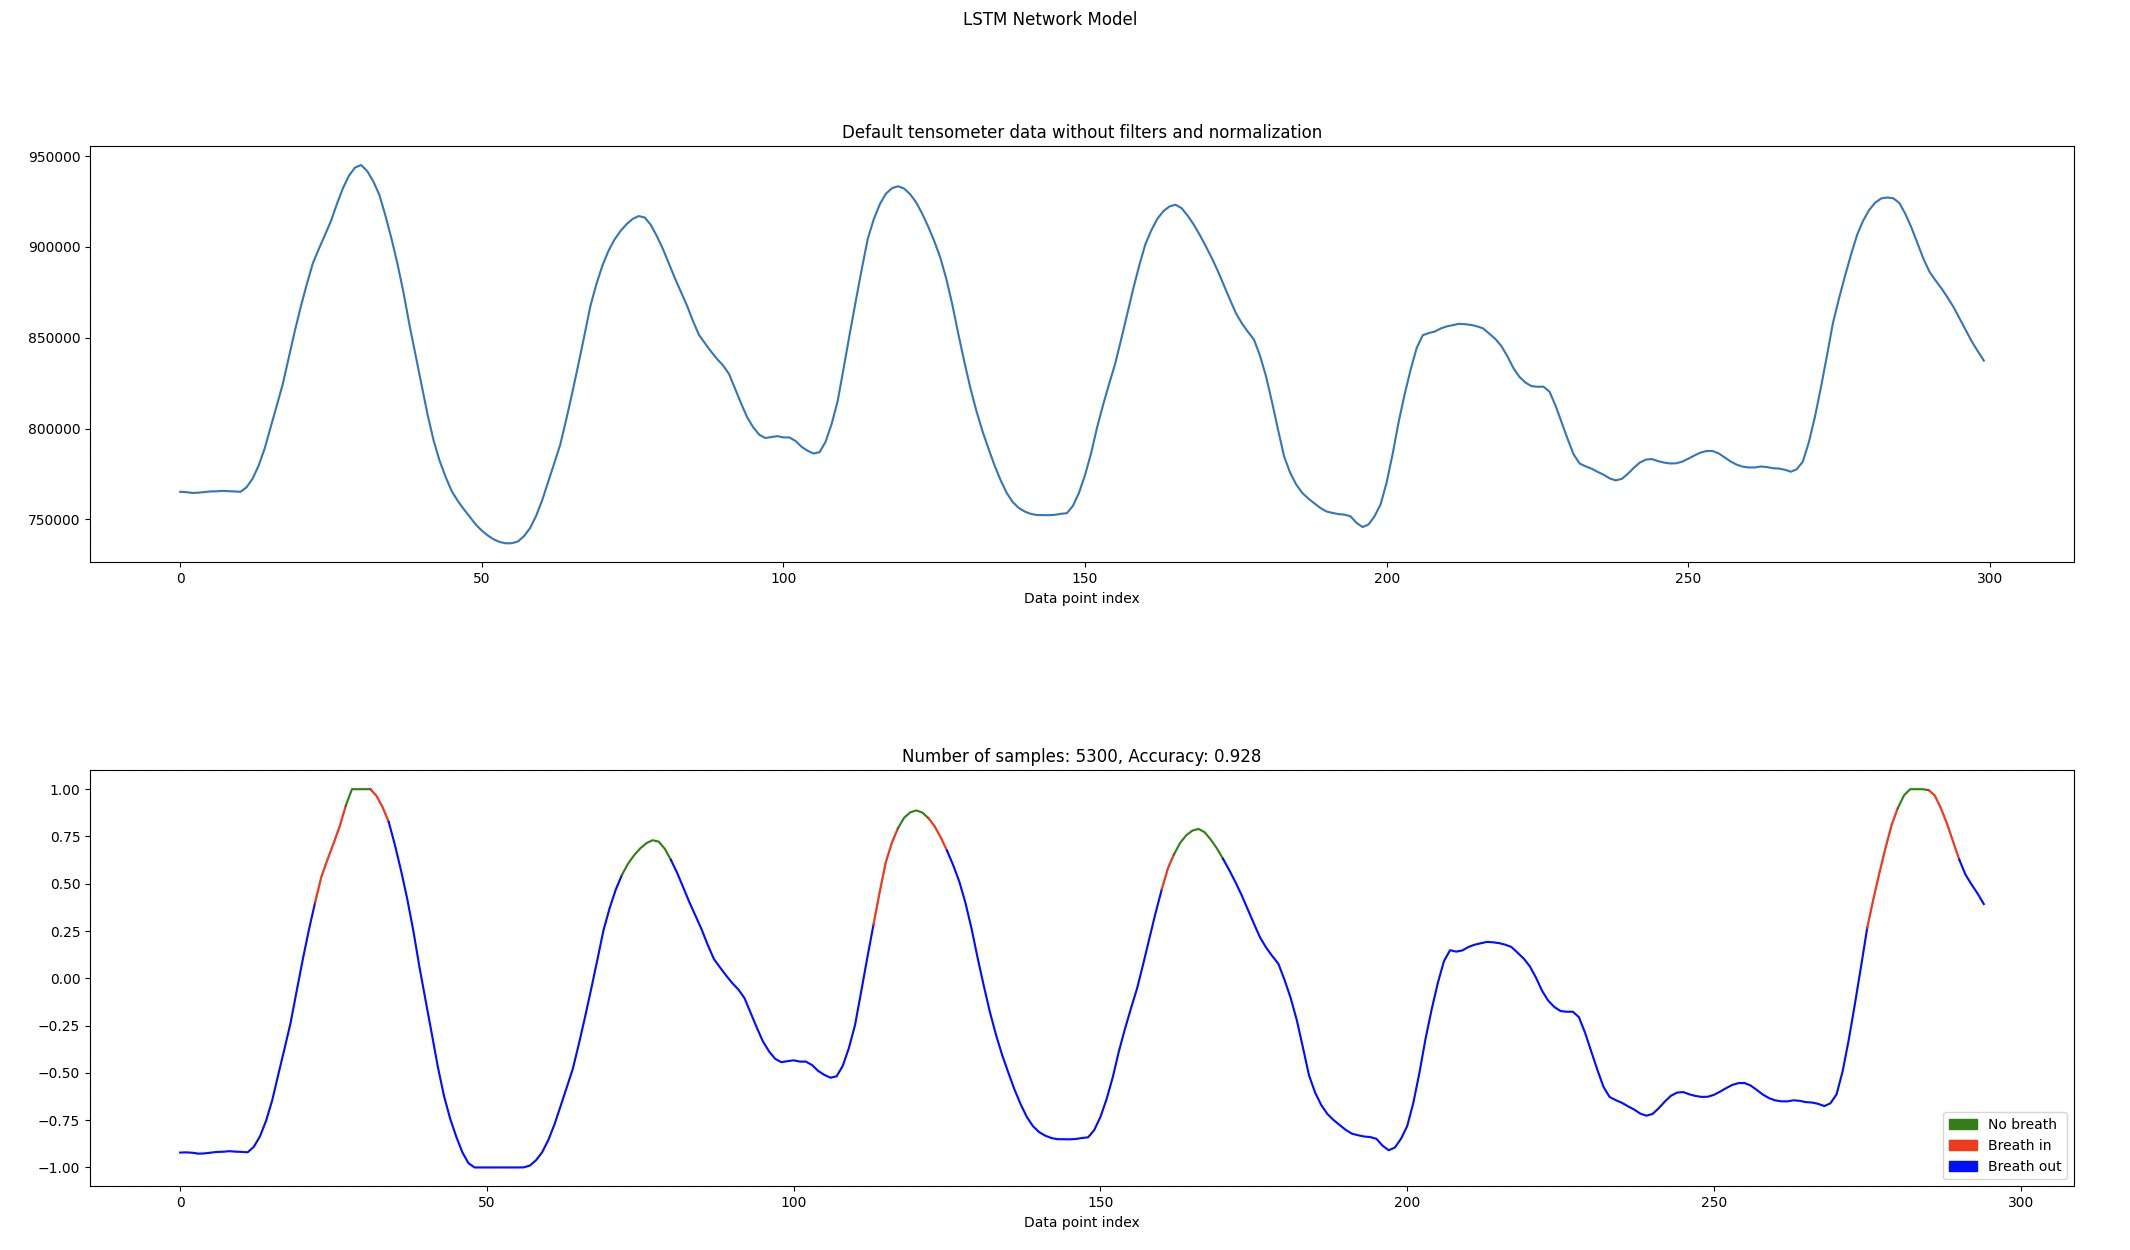 LSTM Network Model
Default tensometer data without filters and normalization
950000
900000
850000
800000
750000
0 50 100 150 200 250 300
Data point index
Number of samples: 5300, Accuracy: 0.928
1.00
0.75
0.50
0.25
0.00
−0.25
−0.50
−0.75
−1.00
No breath
Breath in
Breath out
0 50 100 150 200 250 300
Data point index